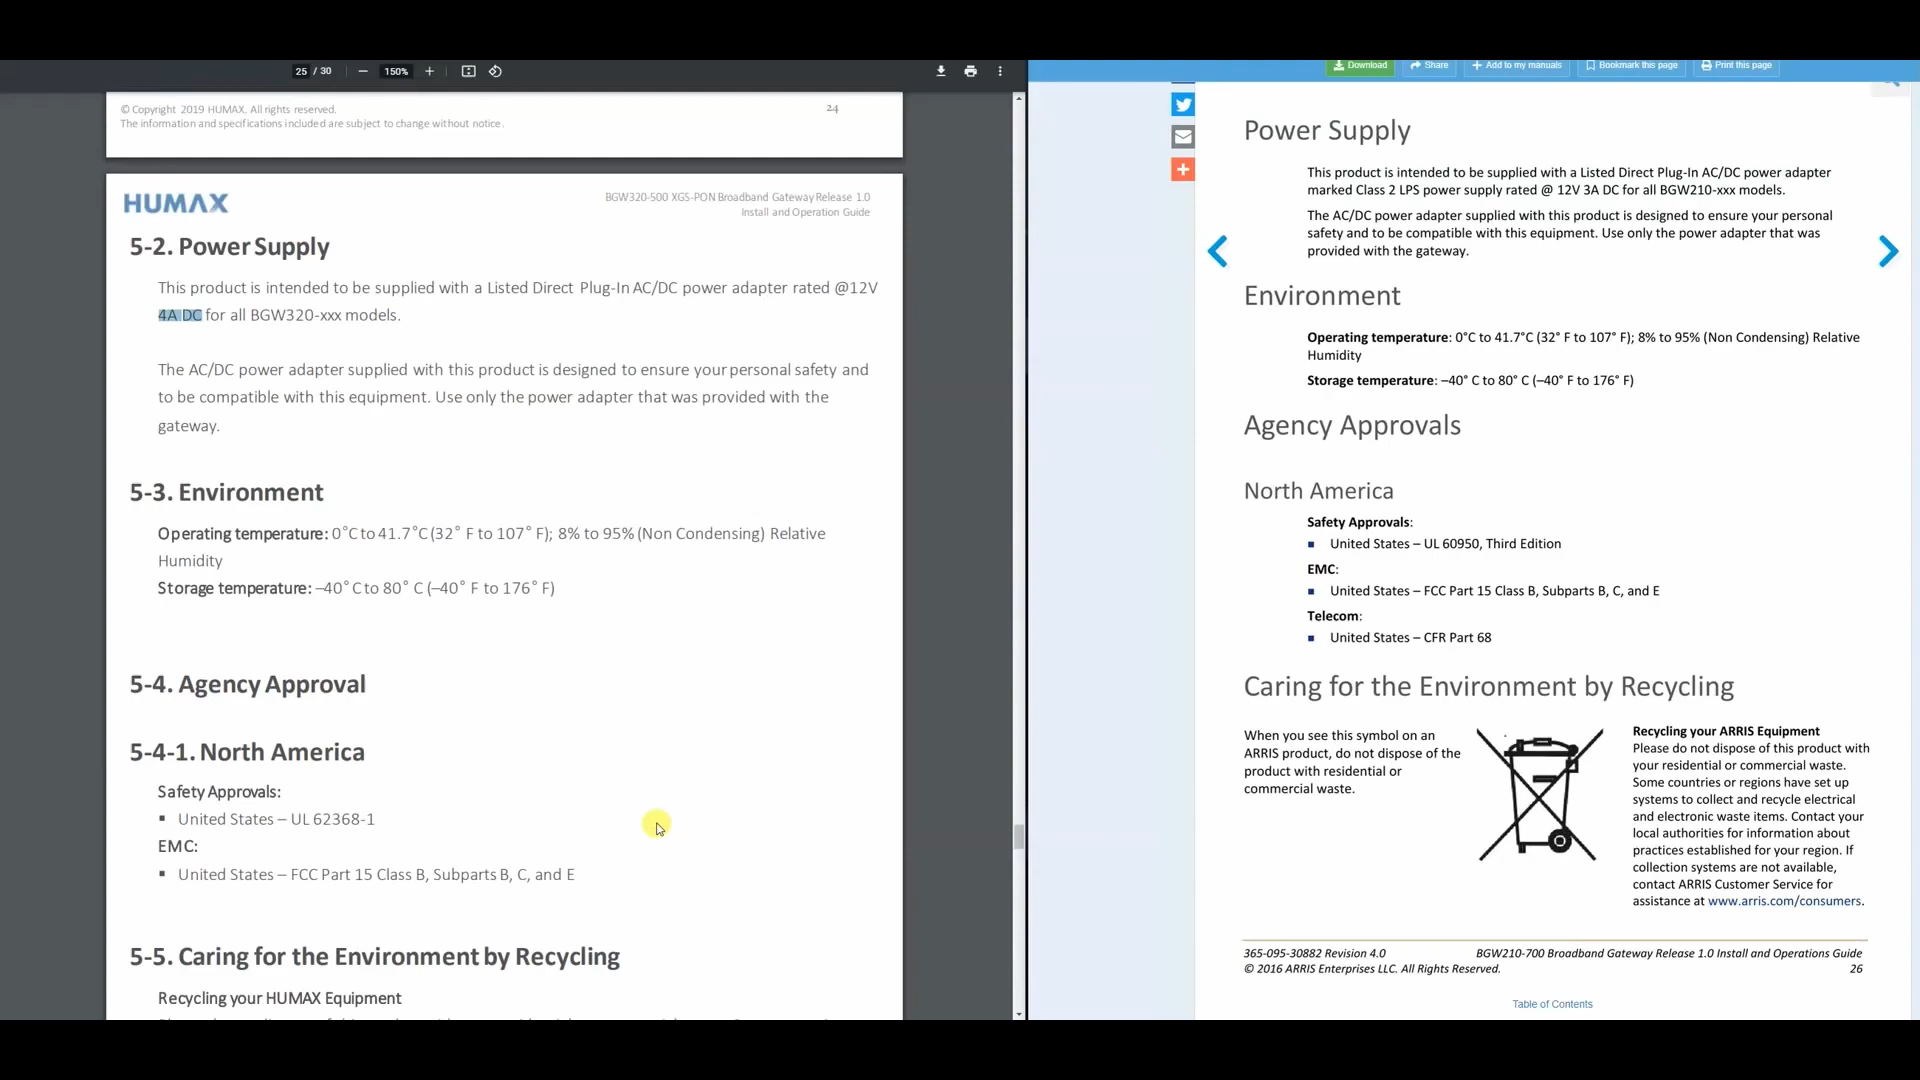 25 / 30
150%
© Copyright 2019 HUMAX. All rights reserved.
24
The information and specifications included are subject to change without notice.
HUMAX
BGW320-500 XGS-PON Broadband Gateway Release 1.0
Install and Operation Guide
5-2. Power Supply
This product is intended to be supplied with a Listed Direct Plug-In AC/DC power adapter rated @12V
4A DC for all BGW320-xxx models.
The AC/DC power adapter supplied with this product is designed to ensure your personal safety and
to be compatible with this equipment. Use only the power adapter that was provided with the
gateway.
5-3. Environment
Operating temperature: 0°C to 41.7°C (32° F to 107° F); 8% to 95% (Non Condensing) Relative
Humidity
Storage temperature: –40° C to 80° C (–40° F to 176° F)
5-4. Agency Approval
5-4-1. North America
Safety Approvals:
▪ United States – UL 62368-1
EMC:
▪ United States – FCC Part 15 Class B, Subparts B, C, and E
5-5. Caring for the Environment by Recycling
Recycling your HUMAX Equipment
Download
Share
Add to my manuals
Bookmark this page
Print this page
Power Supply
This product is intended to be supplied with a Listed Direct Plug-In AC/DC power adapter
marked Class 2 LPS power supply rated @ 12V 3A DC for all BGW210-xxx models.
The AC/DC power adapter supplied with this product is designed to ensure your personal
safety and to be compatible with this equipment. Use only the power adapter that was
provided with the gateway.
Environment
Operating temperature: 0°C to 41.7°C (32° F to 107° F); 8% to 95% (Non Condensing) Relative
Humidity
Storage temperature: –40° C to 80° C (–40° F to 176° F)
Agency Approvals
North America
Safety Approvals:
▪ United States – UL 60950, Third Edition
EMC:
▪ United States – FCC Part 15 Class B, Subparts B, C, and E
Telecom:
▪ United States – CFR Part 68
Caring for the Environment by Recycling
When you see this symbol on an
ARRIS product, do not dispose of the
product with residential or
commercial waste.
Recycling your ARRIS Equipment
Please do not dispose of this product with
your residential or commercial waste.
Some countries or regions have set up
systems to collect and recycle electrical
and electronic waste items. Contact your
local authorities for information about
practices established for your region. If
collection systems are not available,
contact ARRIS Customer Service for
assistance at www.arris.com/consumers.
365-095-30882 Revision 4.0
BGW210-700 Broadband Gateway Release 1.0 Install and Operations Guide
© 2016 ARRIS Enterprises LLC. All Rights Reserved.
26
Table of Contents